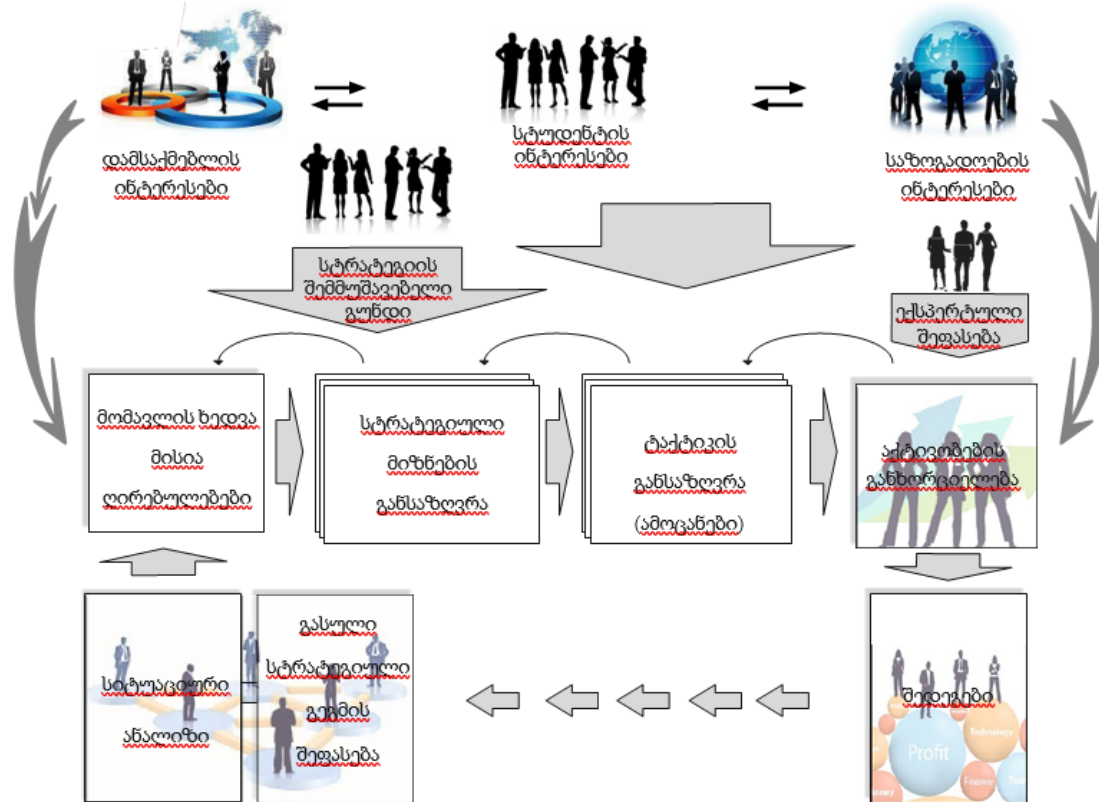 დამსაქმებლის
ინტერესები
სტუდენტის
ინტერესები
საზოგადოების
ინტერესები
სტრატეგიის
შემმუშავებელი
გუნდი
ექსპერტული
შეფასება
მომავლის ხედვა
მისია
ღირებულებები
სტრატეგიული
მიზნების
განსაზღვრა
ტაქტიკის
განსაზღვრა
(ამოცანები)
აქტივობების
განხორციელება
სიტუაციური
ანალიზი
გასული
სტრატეგიული
გეგმის
შეფასება
შედეგები
Technology
Profit
Finance